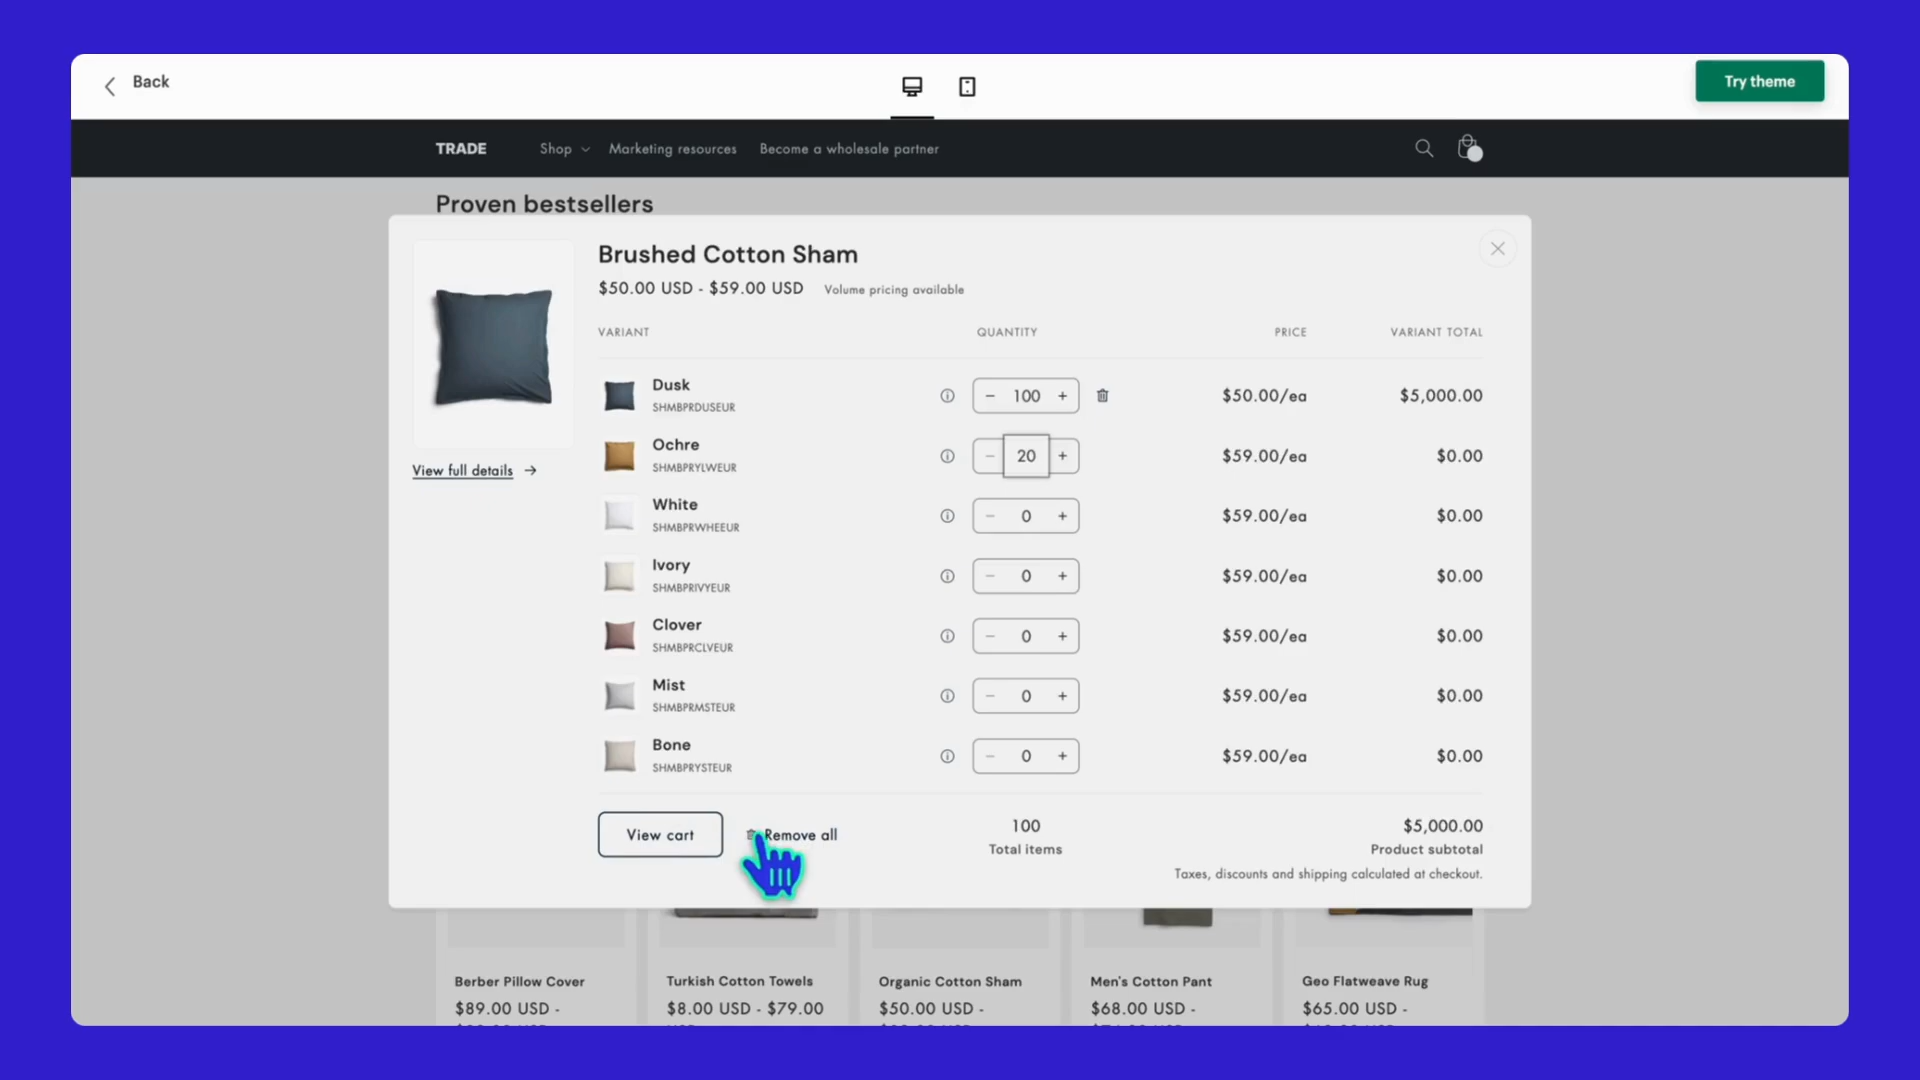 Back
Try theme
TRADE
Shop
Marketing resources
Become a wholesale partner
Proven bestsellers
Brushed Cotton Sham
$50.00 USD - $59.00 USD
Volume pricing available
View full details →
VARIANT QUANTITY PRICE VARIANT TOTAL
Dusk
SHMBPRDUSEUR
− 100 +
$50.00/ea
$5,000.00
Ochre
SHMBPRYLWEUR
− 20 +
$59.00/ea
$0.00
White
SHMBPRWHEEUR
− 0 +
$59.00/ea
$0.00
Ivory
SHMBPRIVYEUR
− 0 +
$59.00/ea
$0.00
Clover
SHMBPRCLVEUR
− 0 +
$59.00/ea
$0.00
Mist
SHMBPRMSTEUR
− 0 +
$59.00/ea
$0.00
Bone
SHMBPRYSTEUR
− 0 +
$59.00/ea
$0.00
View cart
Remove all
100
Total items
$5,000.00
Product subtotal
Taxes, discounts and shipping calculated at checkout.
Berber Pillow Cover
$89.00 USD -
Turkish Cotton Towels
$8.00 USD - $79.00
Organic Cotton Sham
$50.00 USD -
Men's Cotton Pant
$68.00 USD -
Geo Flatweave Rug
$65.00 USD -